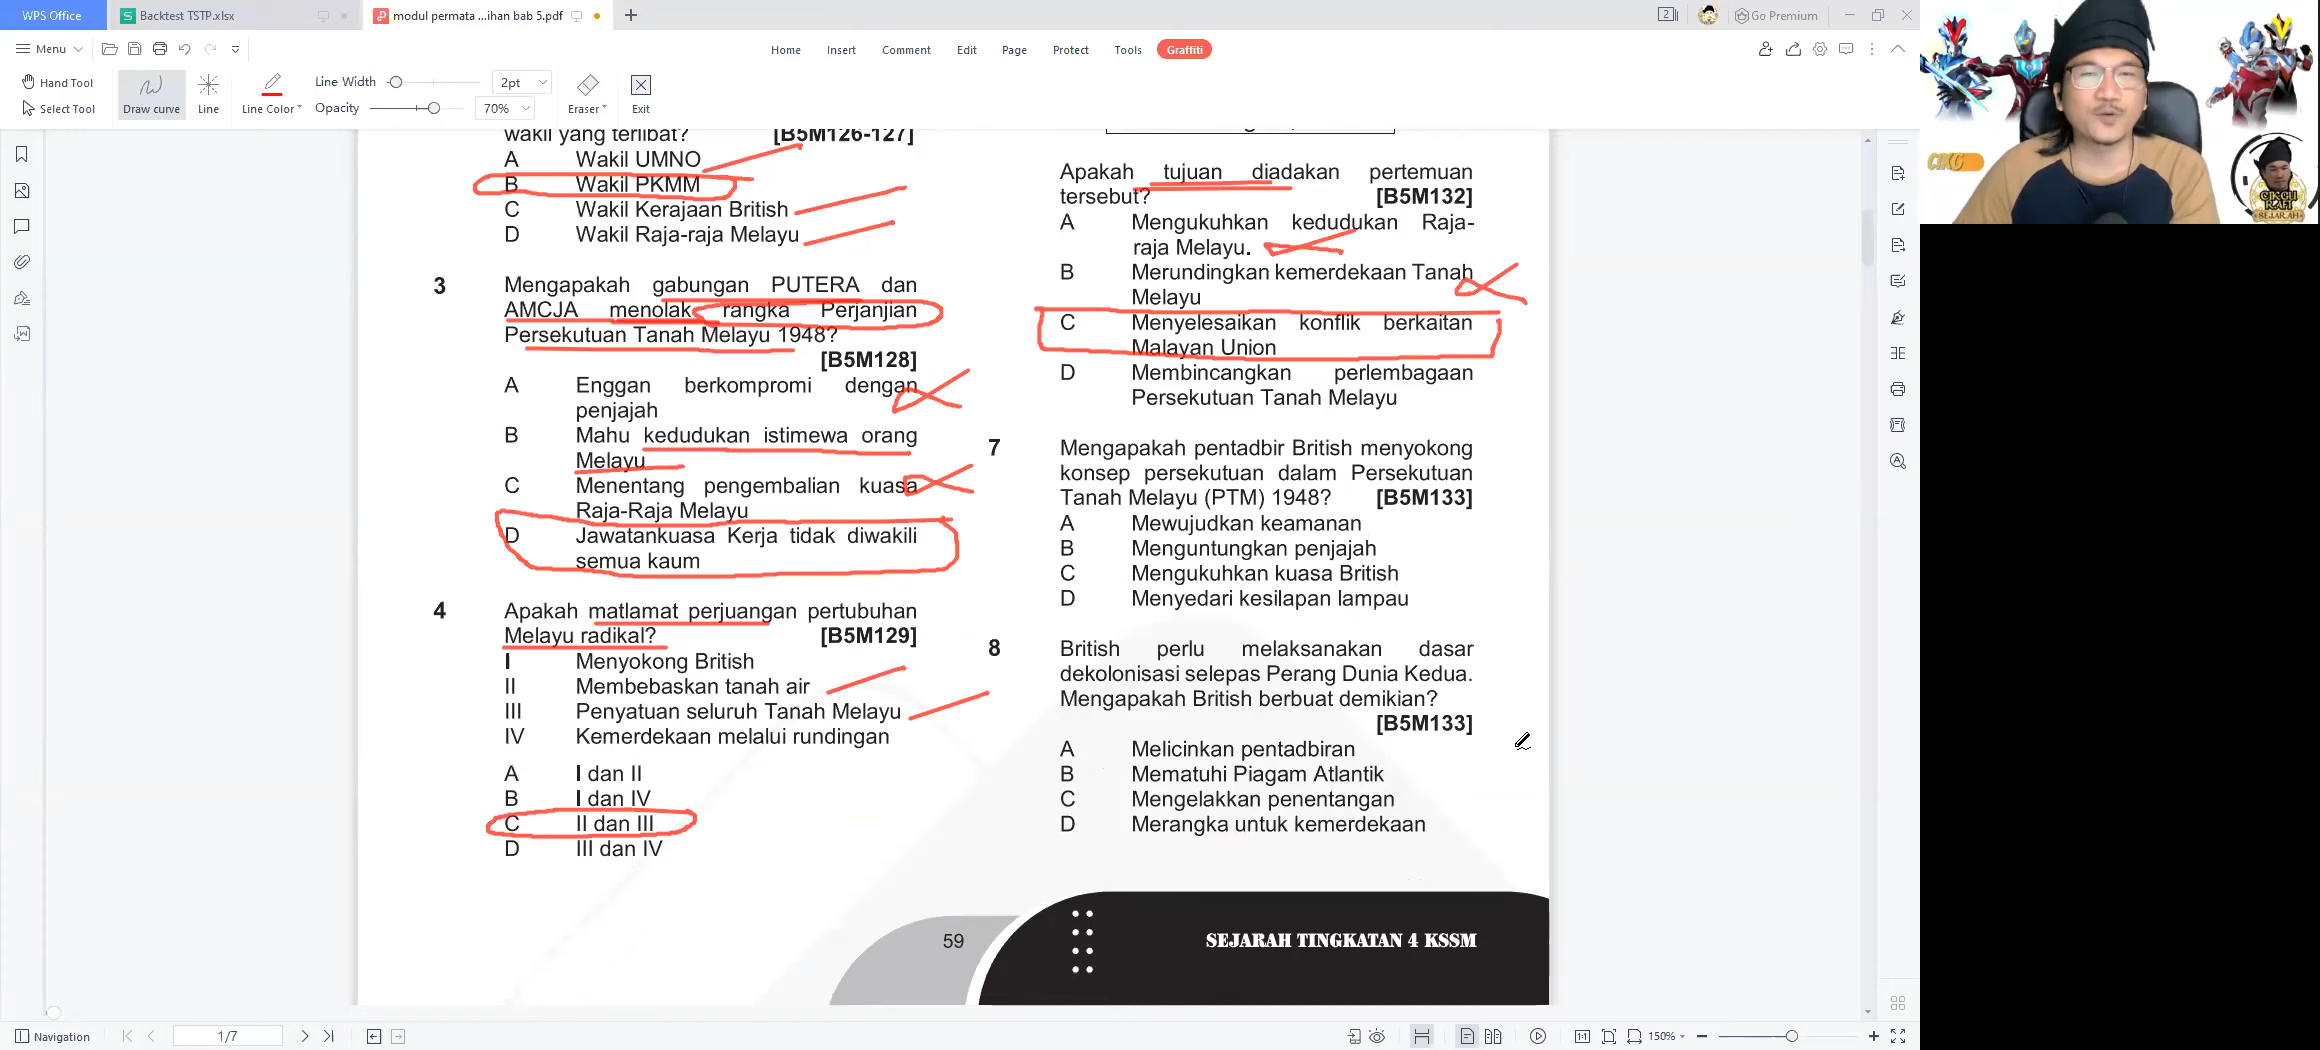 WPS Office
Backtest TSTP.xlsx
modul permata ...ihan bab 5.pdf
2
Go Premium
Menu
Home
Insert
Comment
Edit
Page
Protect
Tools
Graffiti
Hand Tool
Select Tool
Draw curve
Line
Line Color
Line Width
2pt
Opacity
70%
Eraser
Exit
wakil yang terlibat? [B5M126-127]
A Wakil UMNO
B Wakil PKMM
C Wakil Kerajaan British
D Wakil Raja-raja Melayu
3 Mengapakah gabungan PUTERA dan
AMCJA menolak rangka Perjanjian
Persekutuan Tanah Melayu 1948?
[B5M128]
A Enggan berkompromi dengan
penjajah
B Mahu kedudukan istimewa orang
Melayu
C Menentang pengembalian kuasa
Raja-Raja Melayu
D Jawatankuasa Kerja tidak diwakili
semua kaum
4 Apakah matlamat perjuangan pertubuhan
Melayu radikal? [B5M129]
I Menyokong British
II Membebaskan tanah air
III Penyatuan seluruh Tanah Melayu
IV Kemerdekaan melalui rundingan
A I dan II
B I dan IV
C II dan III
D III dan IV
Apakah tujuan diadakan pertemuan
tersebut? [B5M132]
A Mengukuhkan kedudukan Raja-
raja Melayu.
B Merundingkan kemerdekaan Tanah
Melayu
C Menyelesaikan konflik berkaitan
Malayan Union
D Membincangkan perlembagaan
Persekutuan Tanah Melayu
7 Mengapakah pentadbir British menyokong
konsep persekutuan dalam Persekutuan
Tanah Melayu (PTM) 1948? [B5M133]
A Mewujudkan keamanan
B Menguntungkan penjajah
C Mengukuhkan kuasa British
D Menyedari kesilapan lampau
8 British perlu melaksanakan dasar
dekolonisasi selepas Perang Dunia Kedua.
Mengapakah British berbuat demikian?
[B5M133]
A Melicinkan pentadbiran
B Mematuhi Piagam Atlantik
C Mengelakkan penentangan
D Merangka untuk kemerdekaan
59
SEJARAH TINGKATAN 4 KSSM
CIKGU
RAFI
SEJARAH
Navigation
1/7
150%